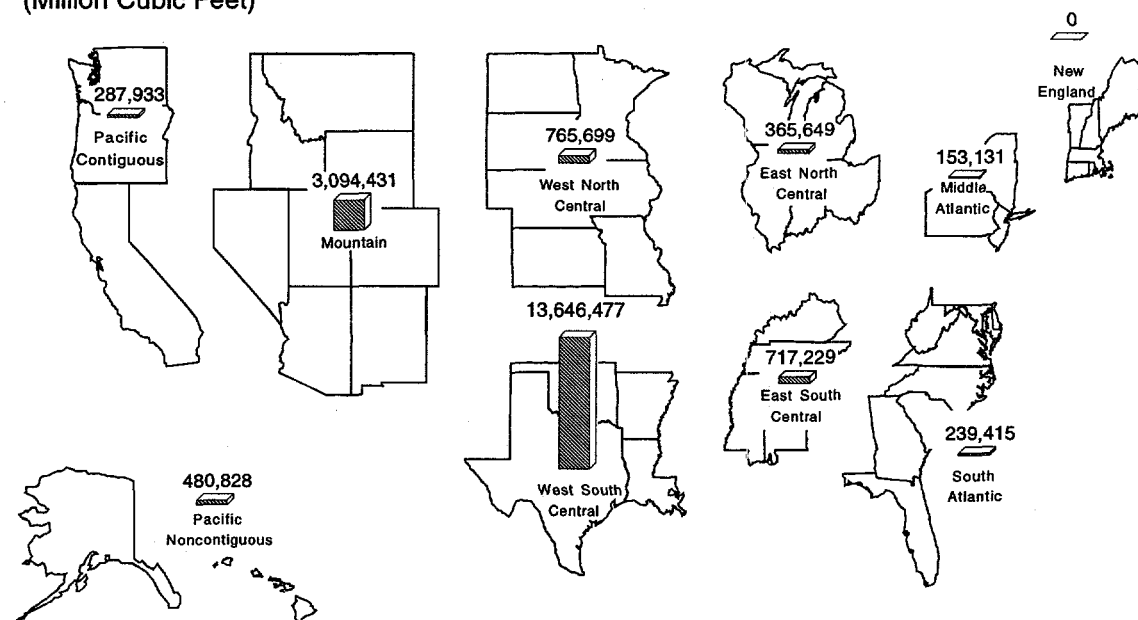 (Million Cubic Feet)
0
New
England
287,933
Pacific
Contiguous
3,094,431
Mountain
765,699
West North
Central
365,649
East North
Central
153,131
Middle
Atlantic
13,646,477
West South
Central
717,229
East South
Central
239,415
South
Atlantic
480,828
Pacific
Noncontiguous